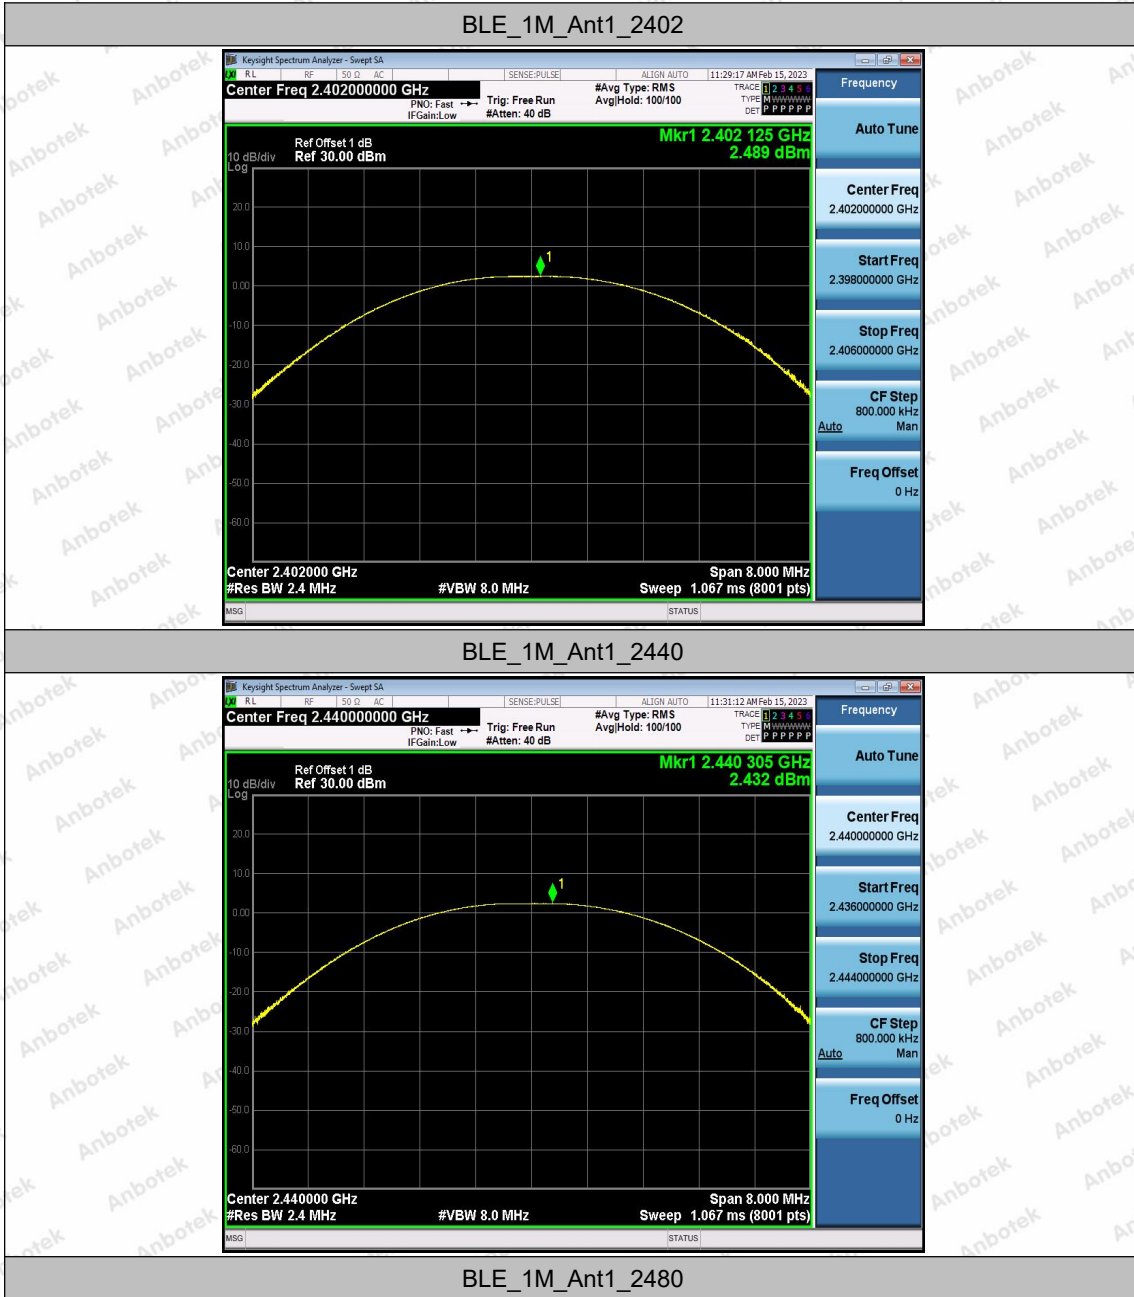 BLE_1M_Ant1_2402
Keysight Spectrum Analyzer - Swept SA
LXI RL RF 50 Ω AC SENSE:PULSE ALIGN AUTO 11:29:17 AM Feb 15, 2023
Center Freq 2.402000000 GHz
PNO: Fast
IFGain:Low
Trig: Free Run
#Atten: 40 dB
#Avg Type: RMS
Avg|Hold: 100/100
TRACE 1 2 3 4 5 6
TYPE M WWWWW
DET P P P P P P
Mkr1 2.402 125 GHz
2.489 dBm
Ref Offset 1 dB
10 dB/div Ref 30.00 dBm
Log
20.0
10.0
0.00
-10.0
-20.0
-30.0
-40.0
-50.0
-60.0
1
Center 2.402000 GHz Span 8.000 MHz
#Res BW 2.4 MHz #VBW 8.0 MHz Sweep 1.067 ms (8001 pts)
MSG STATUS
Frequency
Auto Tune
Center Freq
2.402000000 GHz
Start Freq
2.398000000 GHz
Stop Freq
2.406000000 GHz
CF Step
800.000 kHz
Auto Man
Freq Offset
0 Hz
BLE_1M_Ant1_2440
Keysight Spectrum Analyzer - Swept SA
LXI RL RF 50 Ω AC SENSE:PULSE ALIGN AUTO 11:31:12 AM Feb 15, 2023
Center Freq 2.440000000 GHz
PNO: Fast
IFGain:Low
Trig: Free Run
#Atten: 40 dB
#Avg Type: RMS
Avg|Hold: 100/100
TRACE 1 2 3 4 5 6
TYPE M WWWWW
DET P P P P P P
Mkr1 2.440 305 GHz
2.432 dBm
Ref Offset 1 dB
10 dB/div Ref 30.00 dBm
Log
20.0
10.0
0.00
-10.0
-20.0
-30.0
-40.0
-50.0
-60.0
1
Center 2.440000 GHz Span 8.000 MHz
#Res BW 2.4 MHz #VBW 8.0 MHz Sweep 1.067 ms (8001 pts)
MSG STATUS
Frequency
Auto Tune
Center Freq
2.440000000 GHz
Start Freq
2.436000000 GHz
Stop Freq
2.444000000 GHz
CF Step
800.000 kHz
Auto Man
Freq Offset
0 Hz
BLE_1M_Ant1_2480
Anbotek